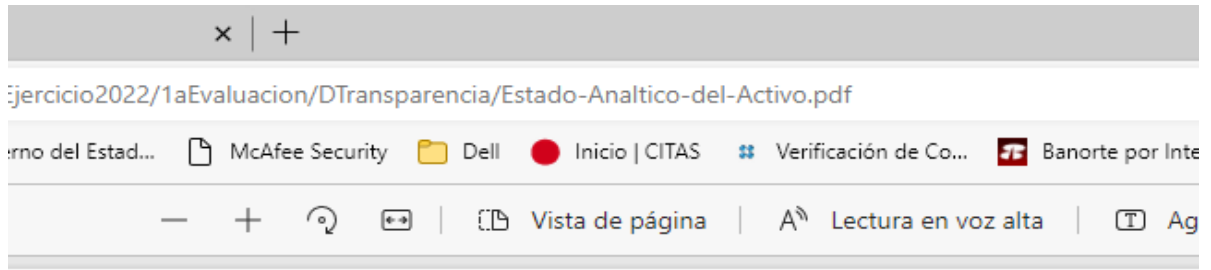 Ejercicio2022/1aEvaluacion/DTransparencia/Estado-Analtico-del-Activo.pdf
erno del Estad... McAfee Security Dell Inicio | CITAS Verificación de Co... Banorte por Inte
Vista de página A Lectura en voz alta T Ag